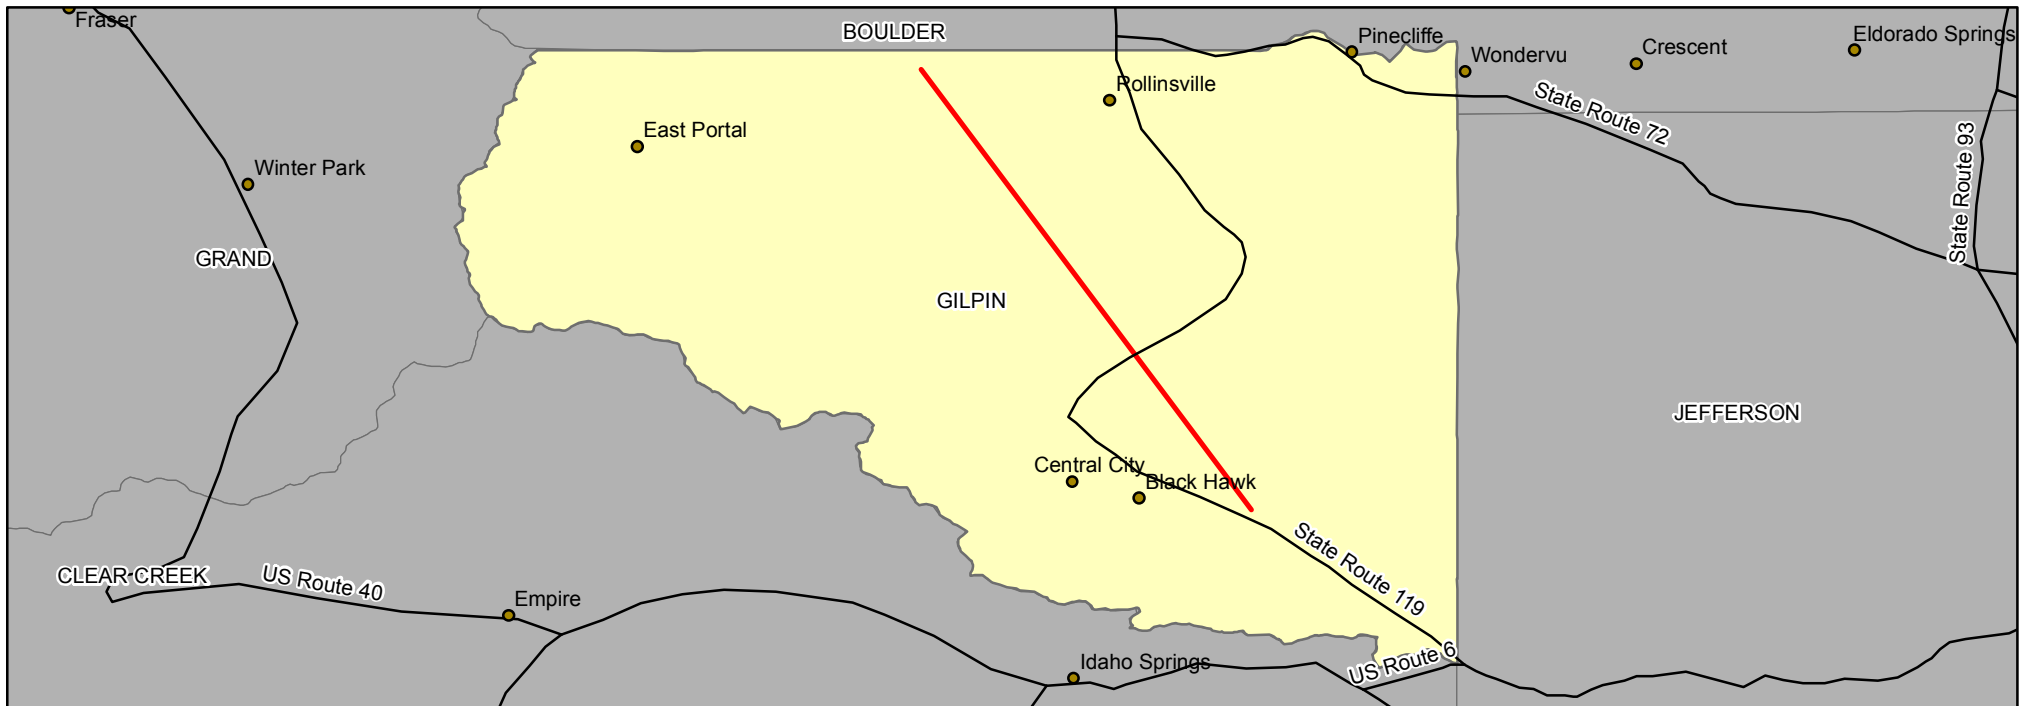 Fraser
BOULDER
Pinecliffe
Wondervu
Crescent
Eldorado Springs
Rollinsville
State Route 72
East Portal
Winter Park
State Route 93
GRAND
GILPIN
JEFFERSON
Central City
Black Hawk
State Route 119
CLEAR CREEK
US Route 40
Empire
Idaho Springs
US Route 6